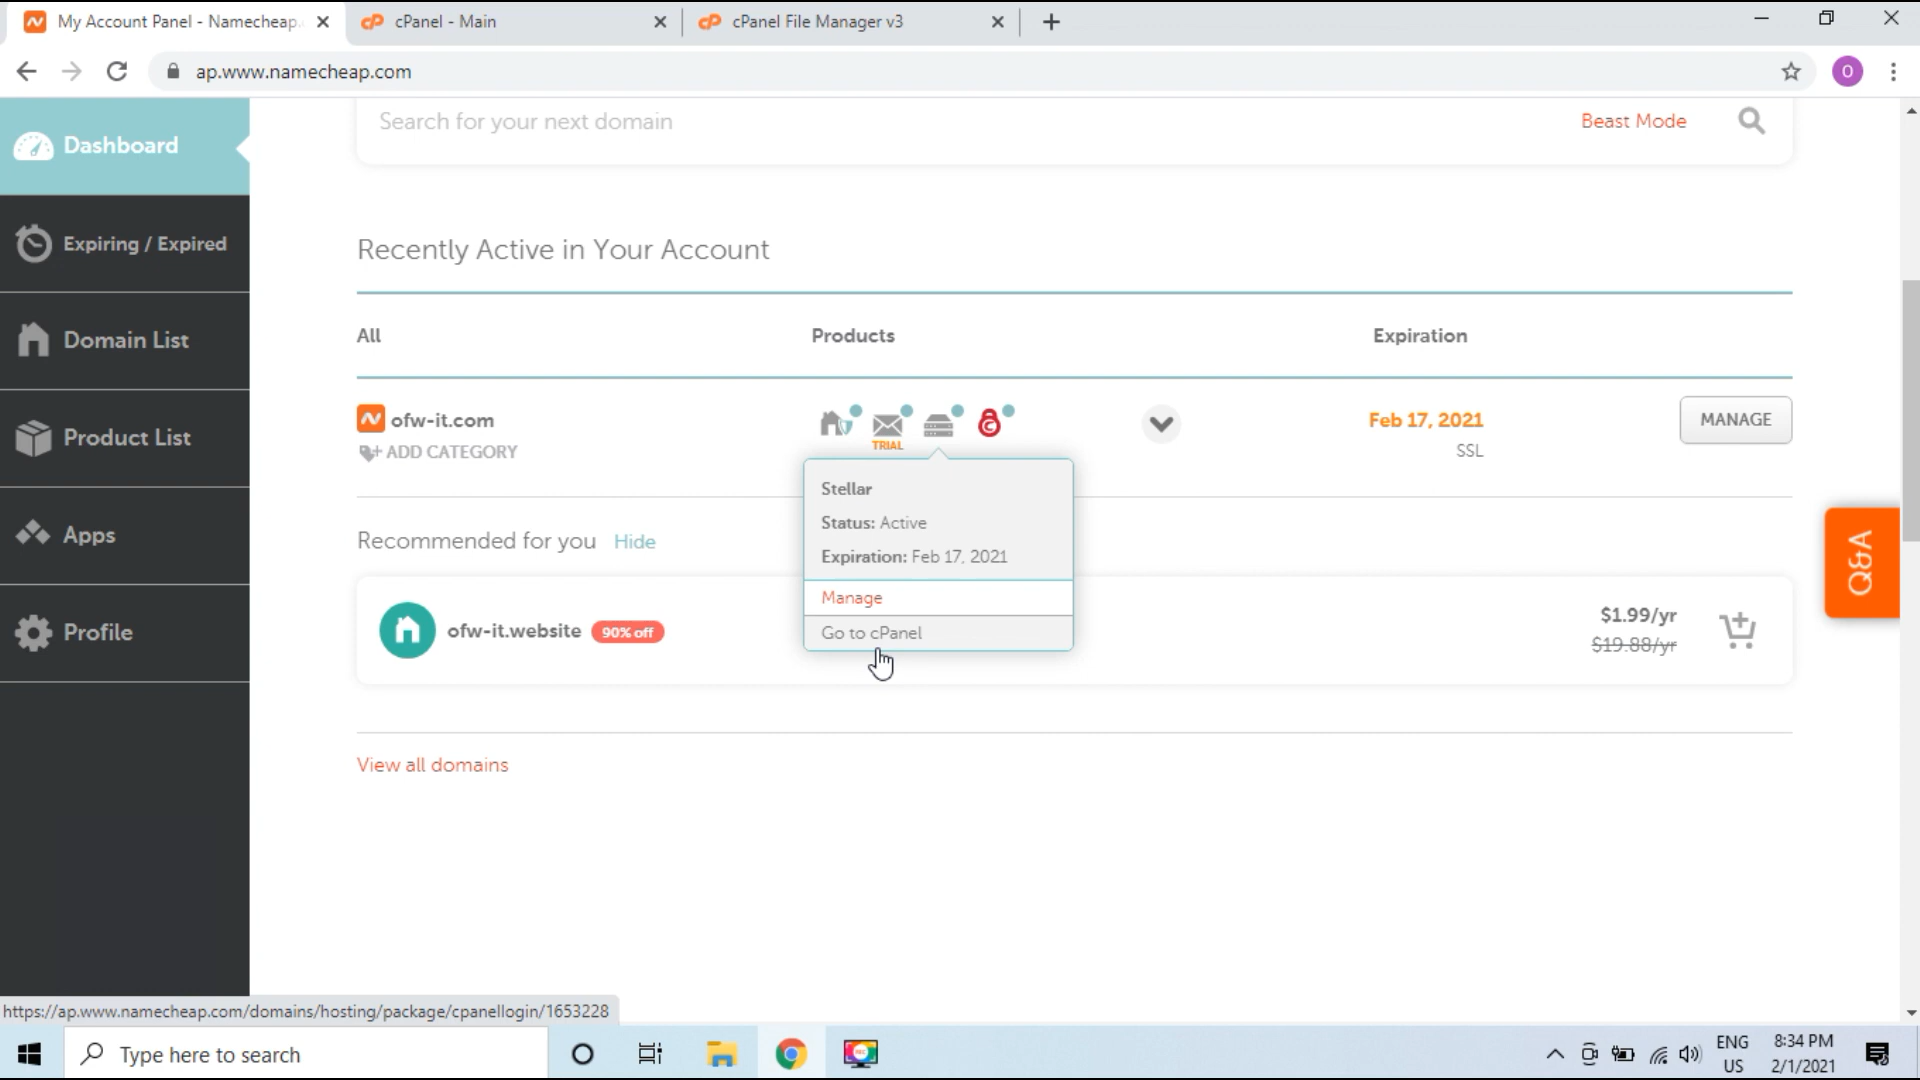 My Account Panel - Namecheap.
cPanel - Main
cPanel File Manager v3
ap.www.namecheap.com
O
Dashboard
Expiring / Expired
Domain List
Product List
Apps
Profile
Search for your next domain
Beast Mode
Recently Active in Your Account
All
Products
Expiration
ofw-it.com
ADD CATEGORY
TRIAL
Feb 17, 2021
SSL
MANAGE
Stellar
Status: Active
Expiration: Feb 17, 2021
Manage
Go to cPanel
Recommended for you
Hide
ofw-it.website
90% off
$1.99/yr
$19.88/yr
View all domains
Q&A
https://ap.www.namecheap.com/domains/hosting/package/cpanellogin/1653228
Type here to search
ENG
US
8:34 PM
2/1/2021